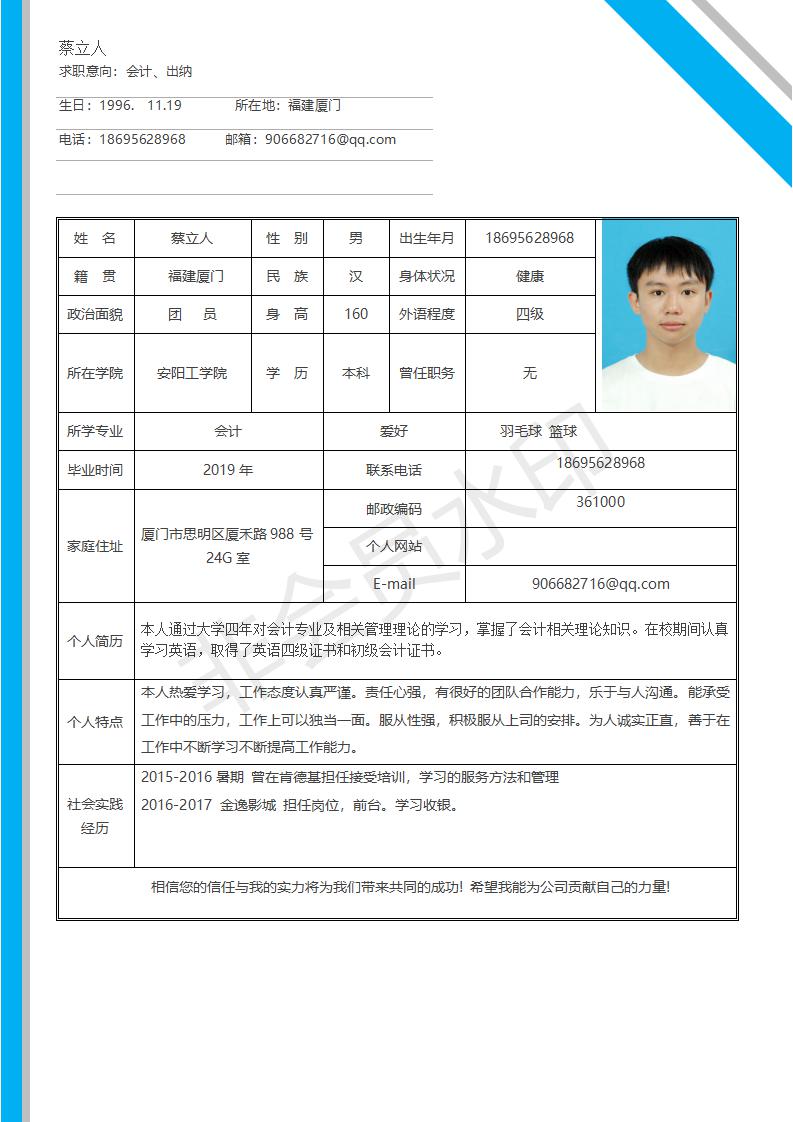 蔡立人
求职意向：会计、出纳
生日：1996. 11.19 所在地：福建厦门
电话：18695628968 邮箱：906682716@qq.com
姓 名 蔡立人 性 别 男 出生年月 18695628968
籍 贯 福建厦门 民 族 汉 身体状况 健康
政治面貌 团 员 身 高 160 外语程度 四级
所在学院 安阳工学院 学 历 本科 曾任职务 无
所学专业 会计 爱好 羽毛球 篮球
毕业时间 2019 年 联系电话 18695628968
家庭住址 厦门市思明区厦禾路 988 号
24G 室
邮政编码 361000
个人网站
E-mail 906682716@qq.com
个人简历 本人通过大学四年对会计专业及相关管理理论的学习，掌握了会计相关理论知识。在校期间认真
学习英语，取得了英语四级证书和初级会计证书。
个人特点 本人热爱学习，工作态度认真严谨。责任心强，有很好的团队合作能力，乐于与人沟通。能承受
工作中的压力，工作上可以独当一面。服从性强，积极服从上司的安排。为人诚实正直，善于在
工作中不断学习不断提高工作能力。
社会实践
经历
2015-2016 暑期 曾在肯德基担任接受培训，学习的服务方法和管理
2016-2017 金逸影城 担任岗位，前台。学习收银。
相信您的信任与我的实力将为我们带来共同的成功! 希望我能为公司贡献自己的力量!
非会员水印